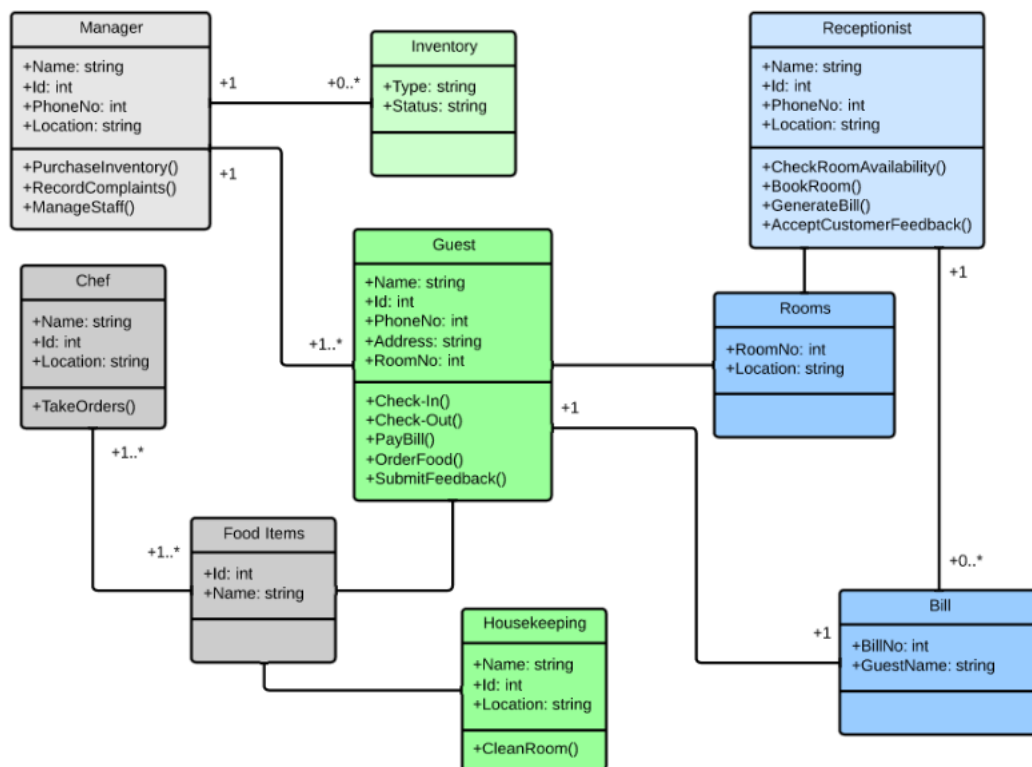 Manager
+Name: string
+Id: int
+PhoneNo: int
+Location: string
+PurchaseInventory()
+RecordComplaints()
+ManageStaff()
+1
+0..*
+1
Inventory
+Type: string
+Status: string
Receptionist
+Name: string
+Id: int
+PhoneNo: int
+Location: string
+CheckRoomAvailability()
+BookRoom()
+GenerateBill()
+AcceptCustomerFeedback()
+1
Chef
+Name: string
+Id: int
+Location: string
+TakeOrders()
+1..*
+1..*
Guest
+Name: string
+Id: int
+PhoneNo: int
+Address: string
+RoomNo: int
+Check-In()
+Check-Out()
+PayBill()
+OrderFood()
+SubmitFeedback()
+1
Rooms
+RoomNo: int
+Location: string
+1..*
Food Items
+Id: int
+Name: string
Housekeeping
+Name: string
+Id: int
+Location: string
+CleanRoom()
+0..*
+1
Bill
+BillNo: int
+GuestName: string